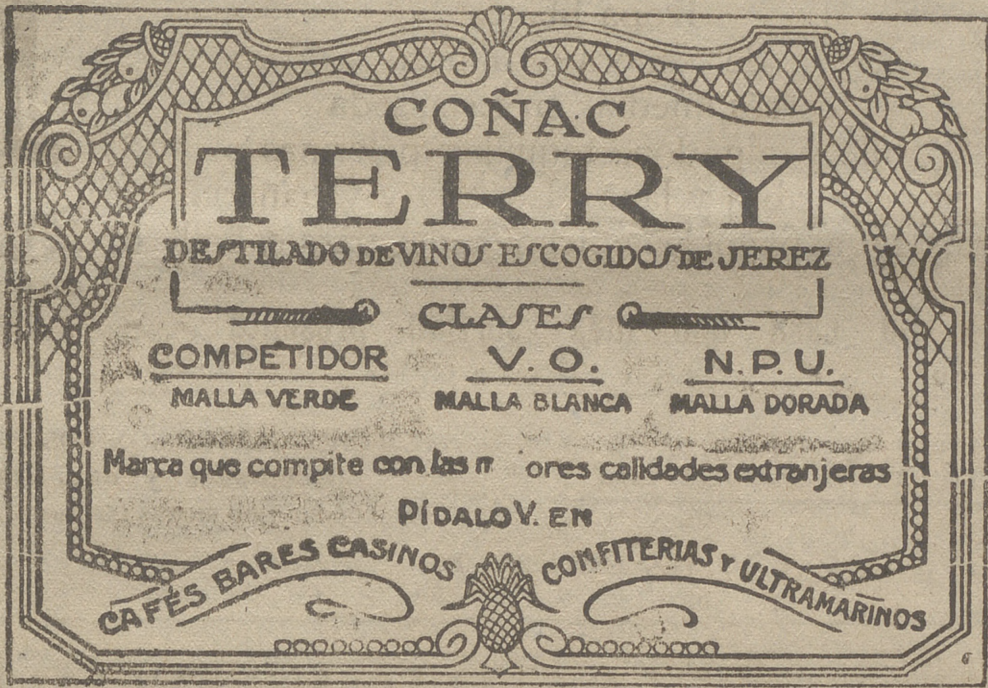 COÑAC
TERRY
DESTILADO DE VINOS ESCOGIDOS DE JEREZ
CLASES
COMPETIDOR V. O. N. P. U.
MALLA VERDE MALLA BLANCA MALLA DORADA
Marca que compite con las ores calidades extranjeras
PÍDALO V. EN
CAFÉS BARES CASINOS CONFITERIAS Y ULTRAMARINOS